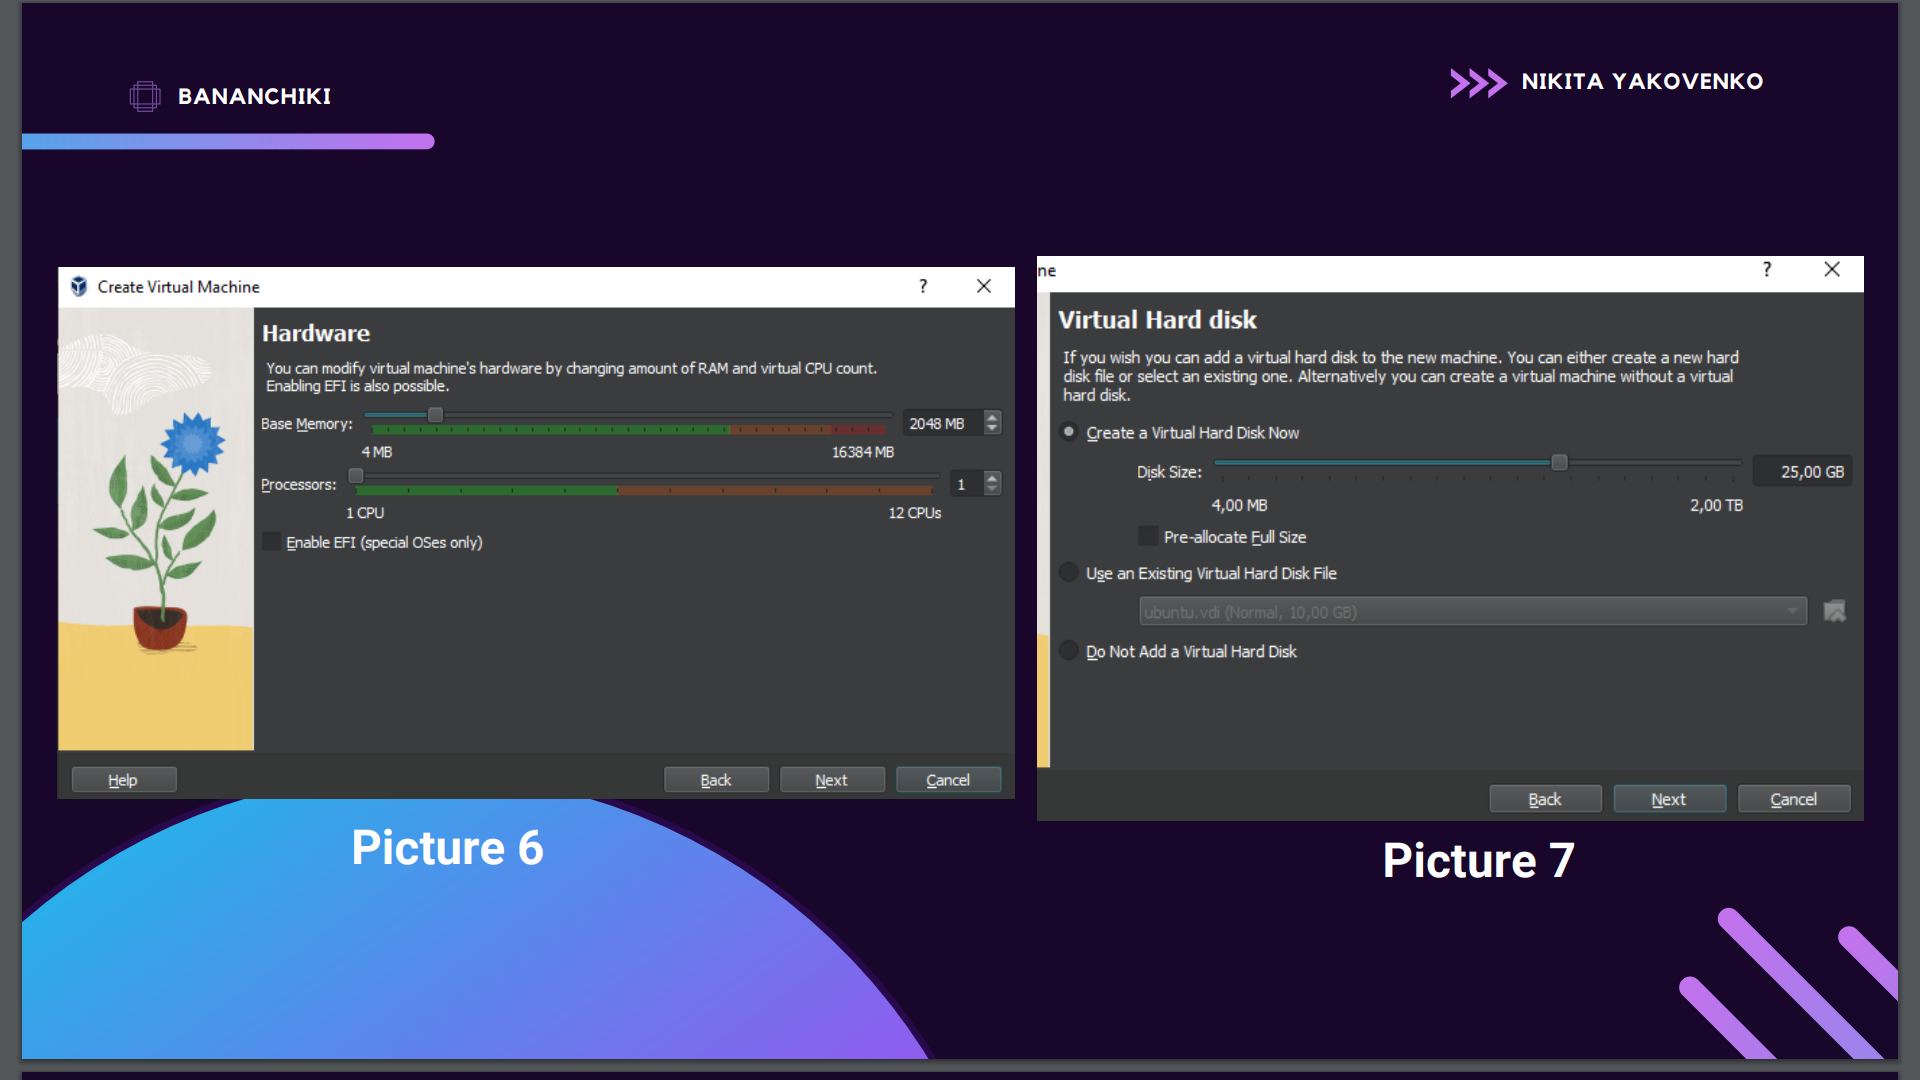 BANANCHIKI
NIKITA YAKOVENKO
Create Virtual Machine
?
Hardware
You can modify virtual machine's hardware by changing amount of RAM and virtual CPU count.
Enabling EFI is also possible.
Base Memory:
2048 MB
4 MB
16384 MB
Processors:
1
1 CPU
12 CPUs
Enable EFI (special OSes only)
Help
Back
Next
Cancel
Picture 6
ne
?
Virtual Hard disk
If you wish you can add a virtual hard disk to the new machine. You can either create a new hard
disk file or select an existing one. Alternatively you can create a virtual machine without a virtual
hard disk.
Create a Virtual Hard Disk Now
Disk Size:
25,00 GB
4,00 MB
2,00 TB
Pre-allocate Full Size
Use an Existing Virtual Hard Disk File
ubuntu.vdi (Normal, 10,00 GB)
Do Not Add a Virtual Hard Disk
Back
Next
Cancel
Picture 7